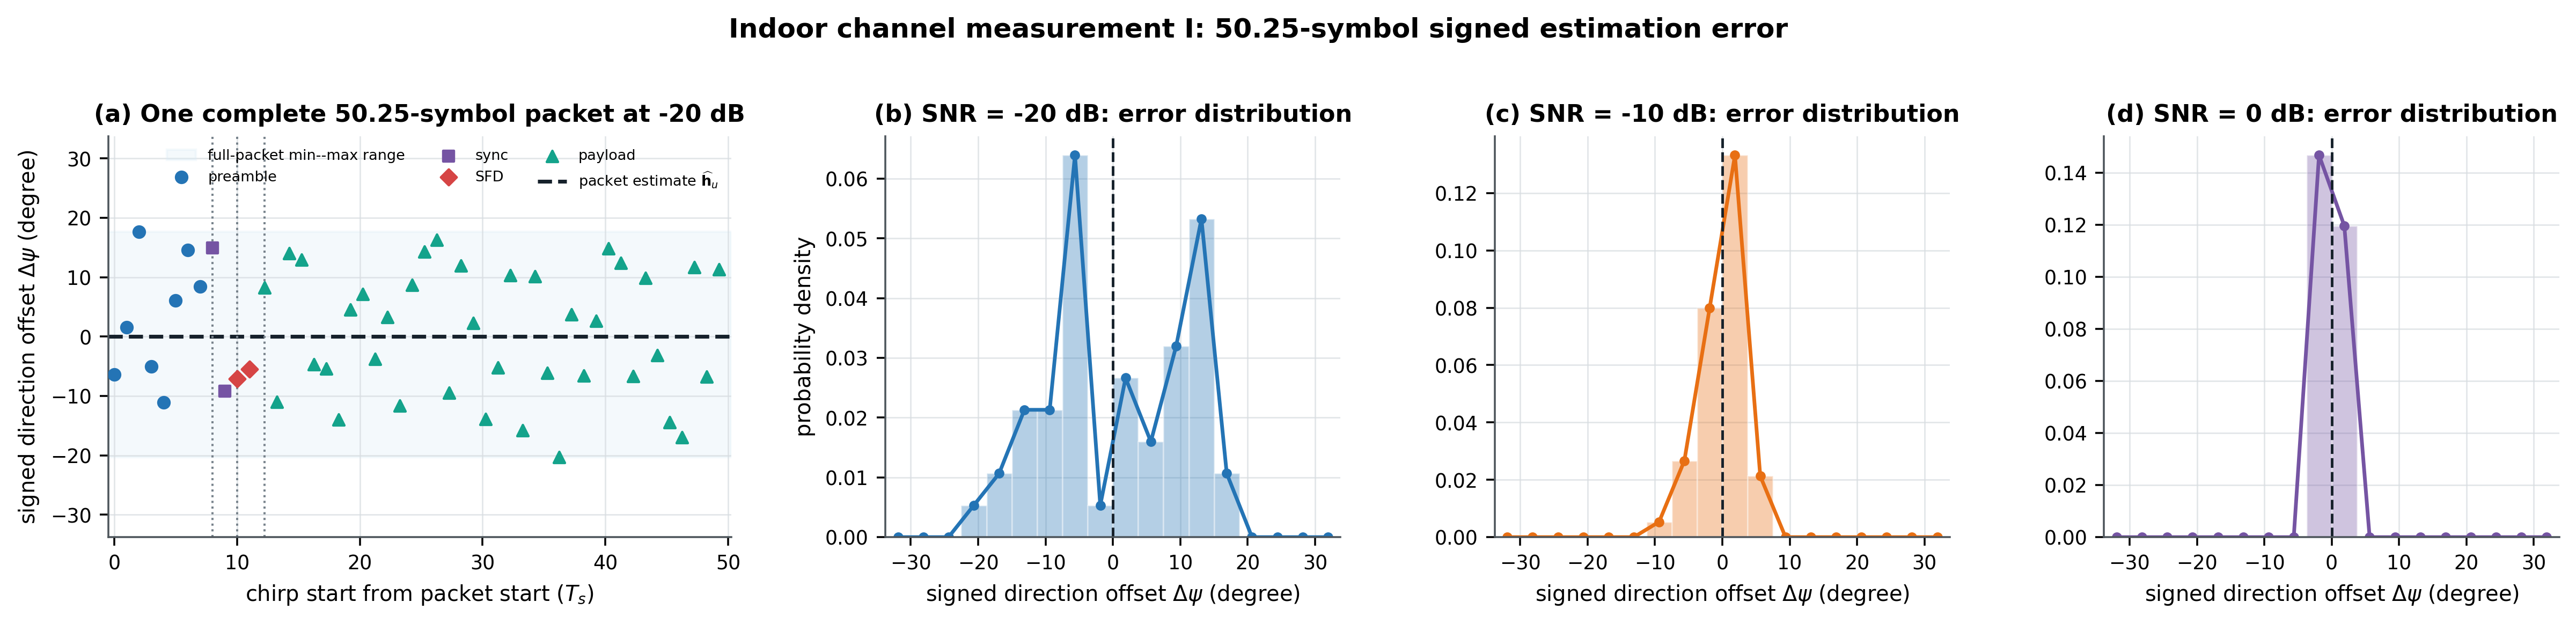 Indoor channel measurement I: 50.25-symbol signed estimation error
(a) One complete 50.25-symbol packet at -20 dB
signed direction offset Δψ (degree)
30
20
10
0
−10
−20
−30
full-packet min--max range
preamble
sync
SFD
payload
packet estimate ĥ_u
0 10 20 30 40 50
chirp start from packet start (T_s)
(b) SNR = -20 dB: error distribution
probability density
0.06
0.05
0.04
0.03
0.02
0.01
0.00
−30 −20 −10 0 10 20 30
signed direction offset Δψ (degree)
(c) SNR = -10 dB: error distribution
0.12
0.10
0.08
0.06
0.04
0.02
0.00
−30 −20 −10 0 10 20 30
signed direction offset Δψ (degree)
(d) SNR = 0 dB: error distribution
0.14
0.12
0.10
0.08
0.06
0.04
0.02
0.00
−30 −20 −10 0 10 20 30
signed direction offset Δψ (degree)